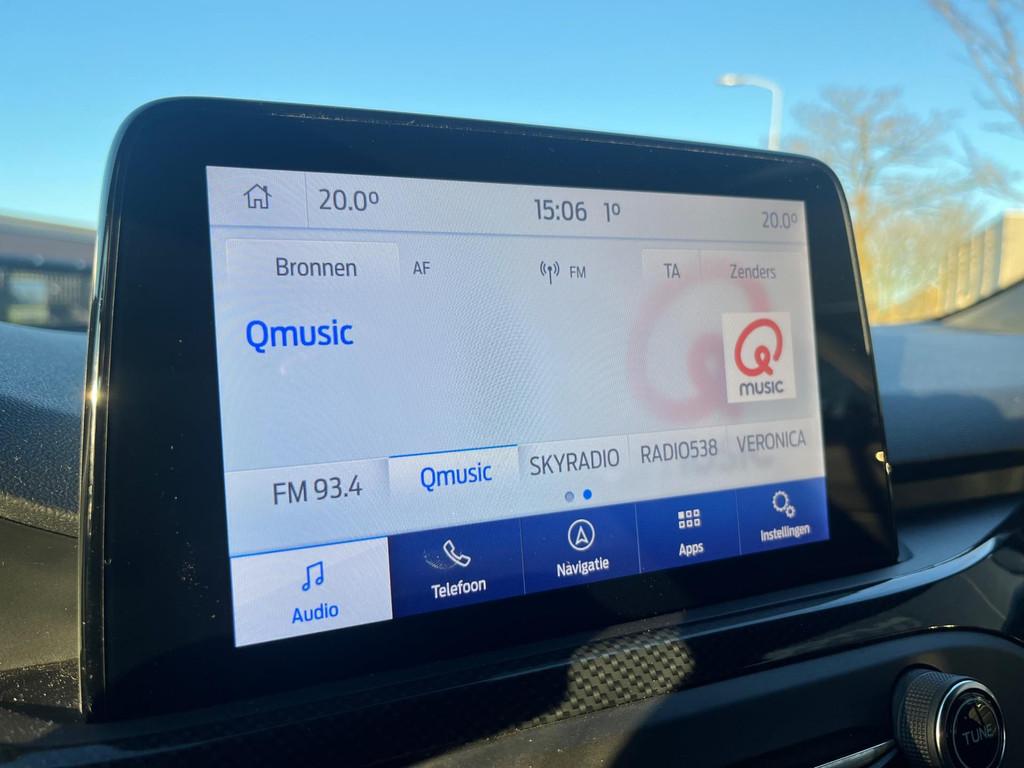 20.0º 15:06 1º 20.0º
Bronnen AF FM TA Zenders
Qmusic
Q
music
FM 93.4 Qmusic SKYRADIO RADIO538 VERONICA
Audio Telefoon Navigatie Apps Instellingen
TUNE